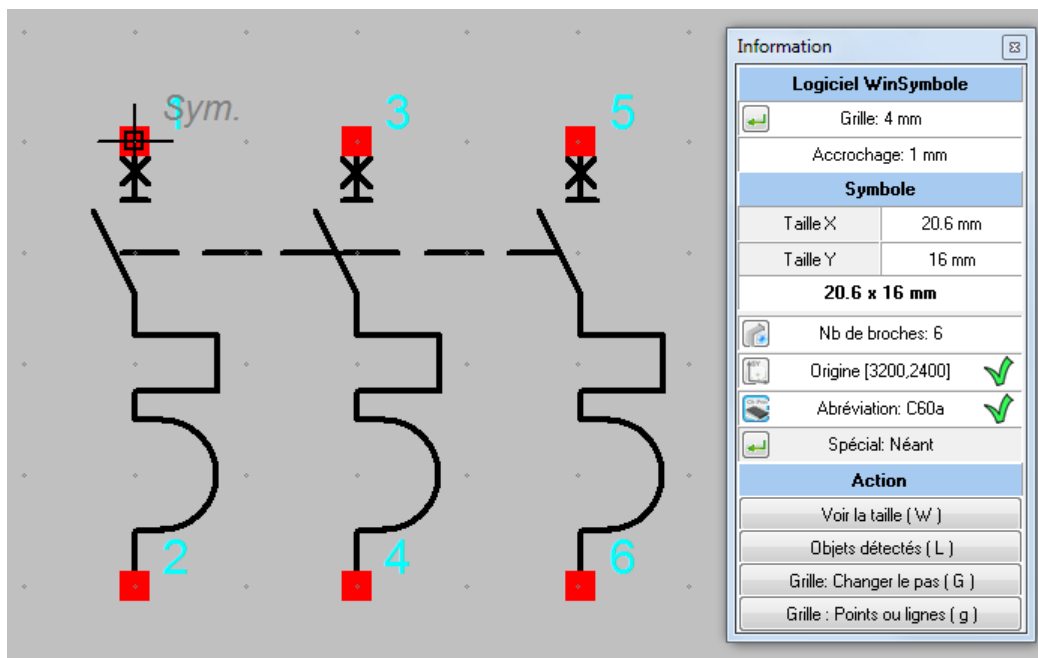 Sym.
1 3 5
2 4 6
Information
Logiciel WinSymbole
Grille: 4 mm
Accrochage: 1 mm
Symbole
Taille X 20.6 mm
Taille Y 16 mm
20.6 x 16 mm
Nb de broches: 6
Origine [3200,2400]
Abréviation: C60a
Spécial: Néant
Action
Voir la taille ( W )
Objets détectés ( L )
Grille: Changer le pas ( G )
Grille : Points ou lignes ( g )